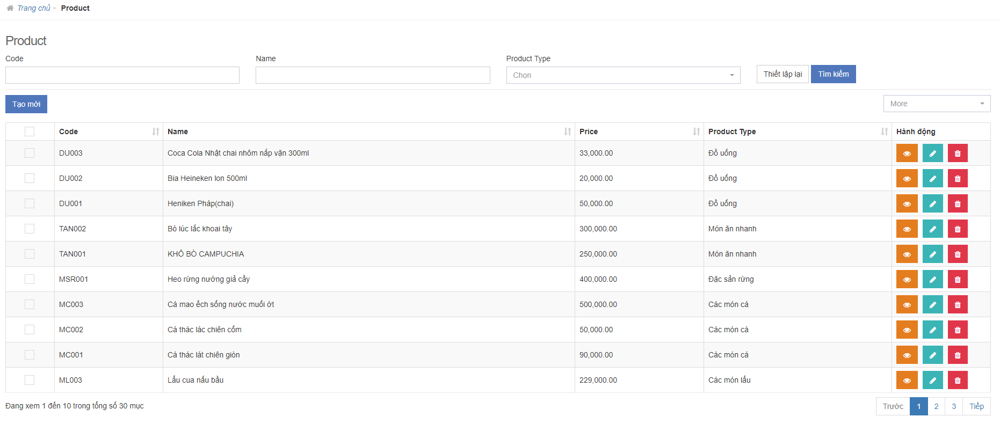 Trang chủ Product
Product
Code Name Product Type
Chọn Thiết lập lại Tìm kiếm
Tạo mới More
Code Name Price Product Type Hành động
DU003 Coca Cola Nhật chai nhôm nắp vặn 300ml 33,000.00 Đồ uống
DU002 Bia Heineken lon 500ml 20,000.00 Đồ uống
DU001 Heniken Pháp(chai) 50,000.00 Đồ uống
TAN002 Bò lúc lắc khoai tây 300,000.00 Món ăn nhanh
TAN001 KHÔ BÒ CAMPUCHIA 250,000.00 Món ăn nhanh
MSR001 Heo rừng nướng giả cầy 400,000.00 Đặc sản rừng
MC003 Cá mao ếch sống nước muối ớt 500,000.00 Các món cá
MC002 Cá thác lác chiên cốm 50,000.00 Các món cá
MC001 Cá thác lát chiên giòn 90,000.00 Các món cá
ML003 Lẩu cua nấu bầu 229,000.00 Các món lẩu
Đang xem 1 đến 10 trong tổng số 30 mục Trước 1 2 3 Tiếp